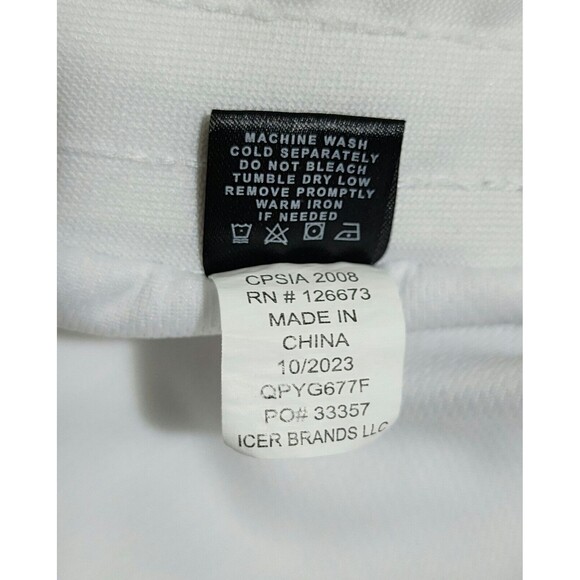 MACHINE WASH
COLD SEPARATELY
DO NOT BLEACH
TUMBLE DRY LOW
REMOVE PROMPTLY
WARM IRON
IF NEEDED
CPSIA 2008
RN # 126673
MADE IN
CHINA
10/2023
QPYG677F
PO# 33357
ICER BRANDS LLC